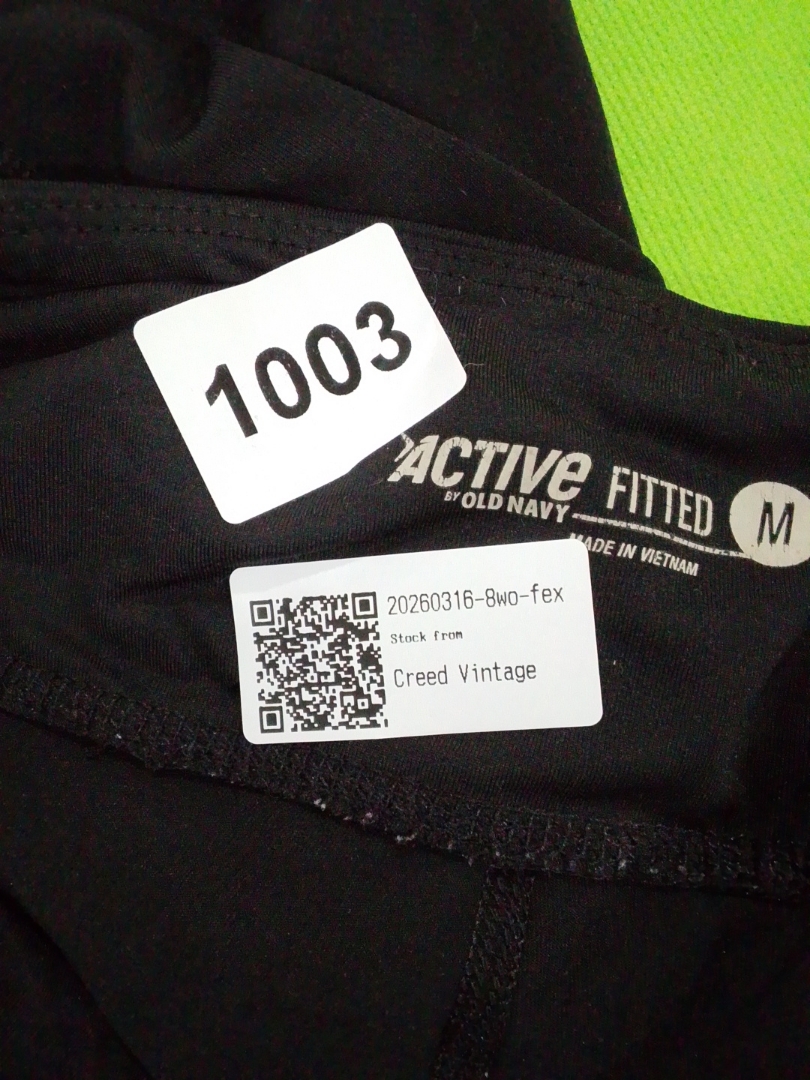 1003
ACTIVE FITTED M
BY OLD NAVY
MADE IN VIETNAM
20260316-8wo-fex
Stock from
Creed Vintage